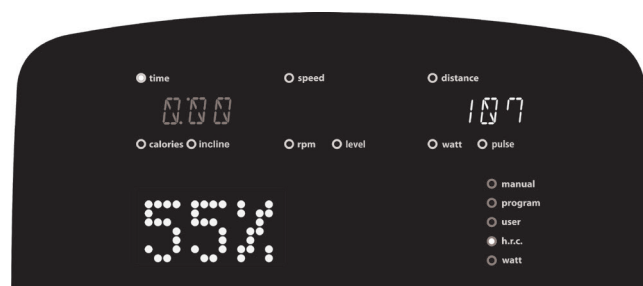 time speed distance
0:00 107
calories incline rpm level watt pulse
manual
program
user
h.r.c.
watt
55%